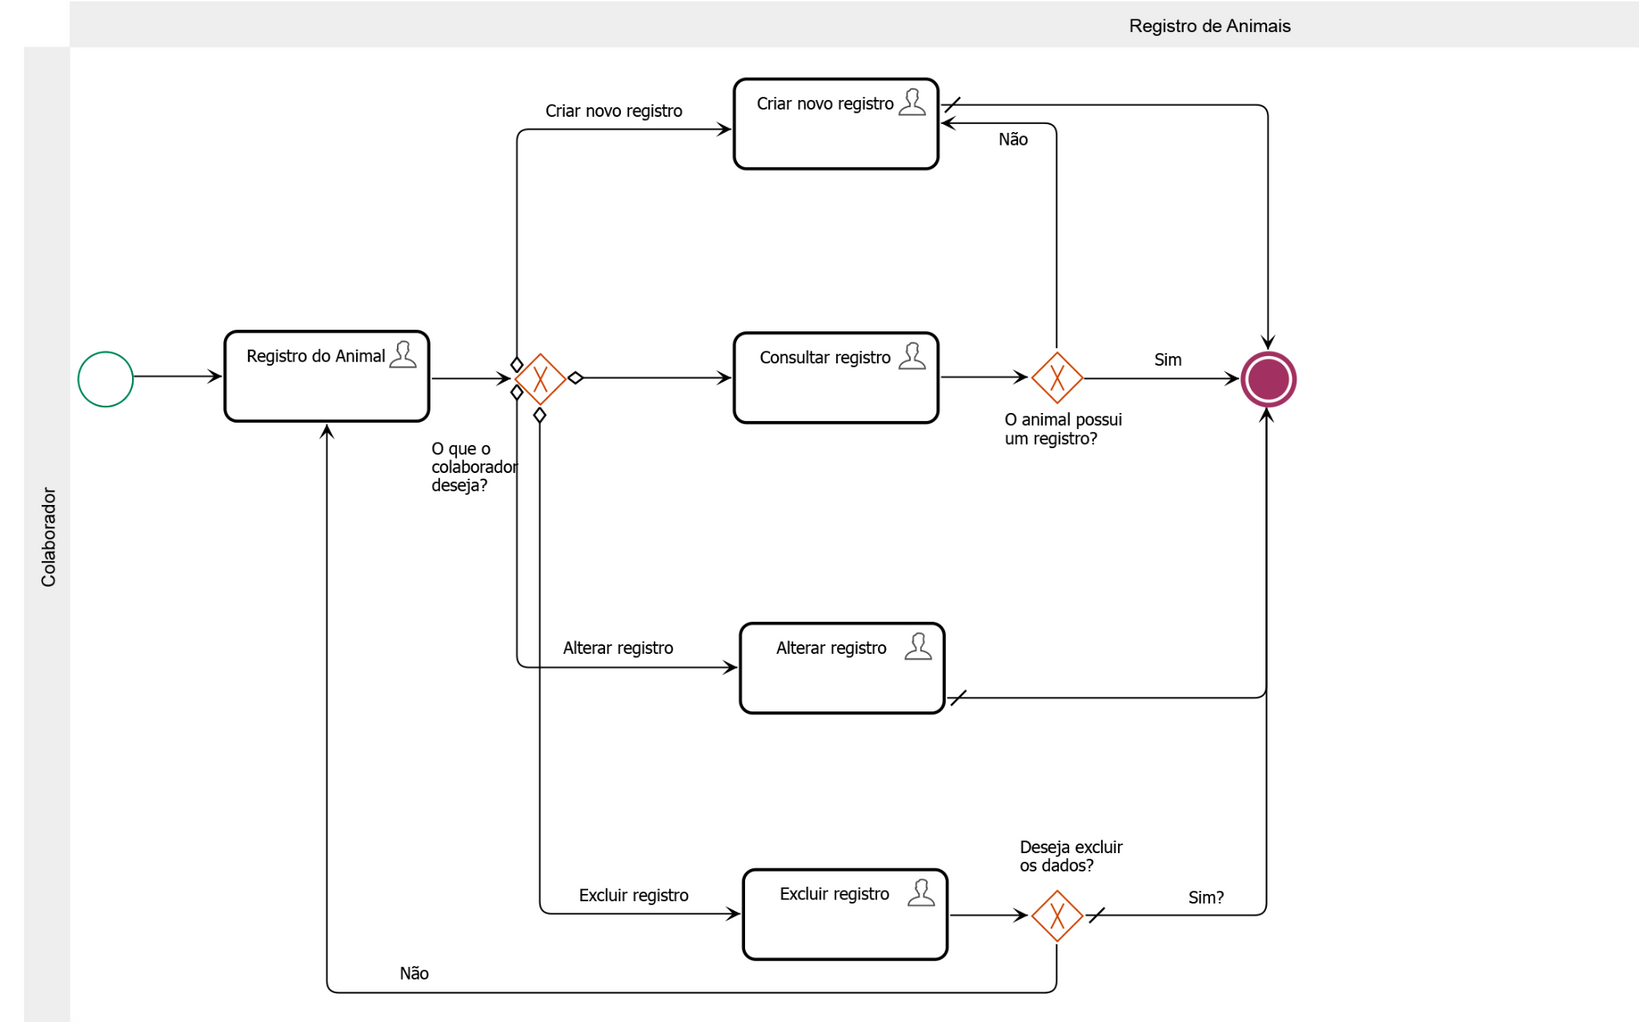 Registro de Animais
Colaborador
Criar novo registro
Criar novo registro
Não
Registro do Animal
O que o
colaborador
deseja?
Consultar registro
O animal possui
um registro?
Sim
Alterar registro
Alterar registro
Excluir registro
Excluir registro
Deseja excluir
os dados?
Sim?
Não